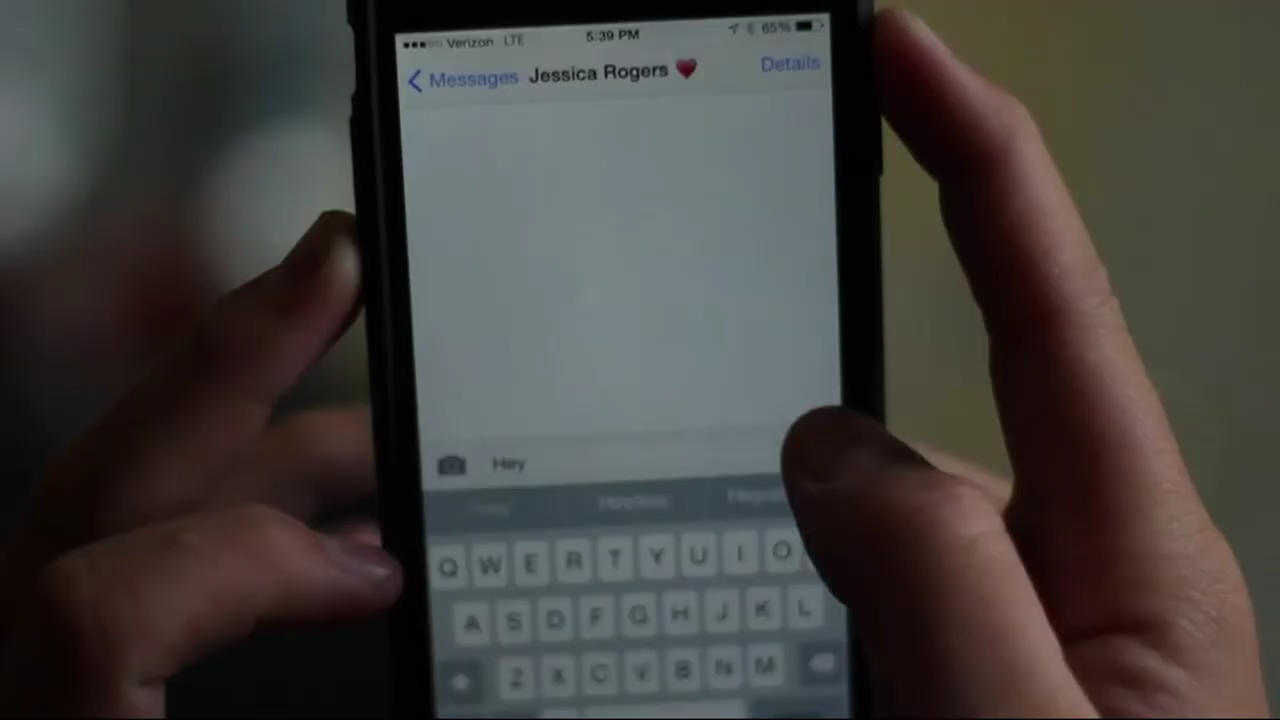 Verizon LTE 5:39 PM 65%
Messages Jessica Rogers ❤️ Details
Hey
Q W E R T Y U I O
A S D F G H J K L
Z X C V B N M